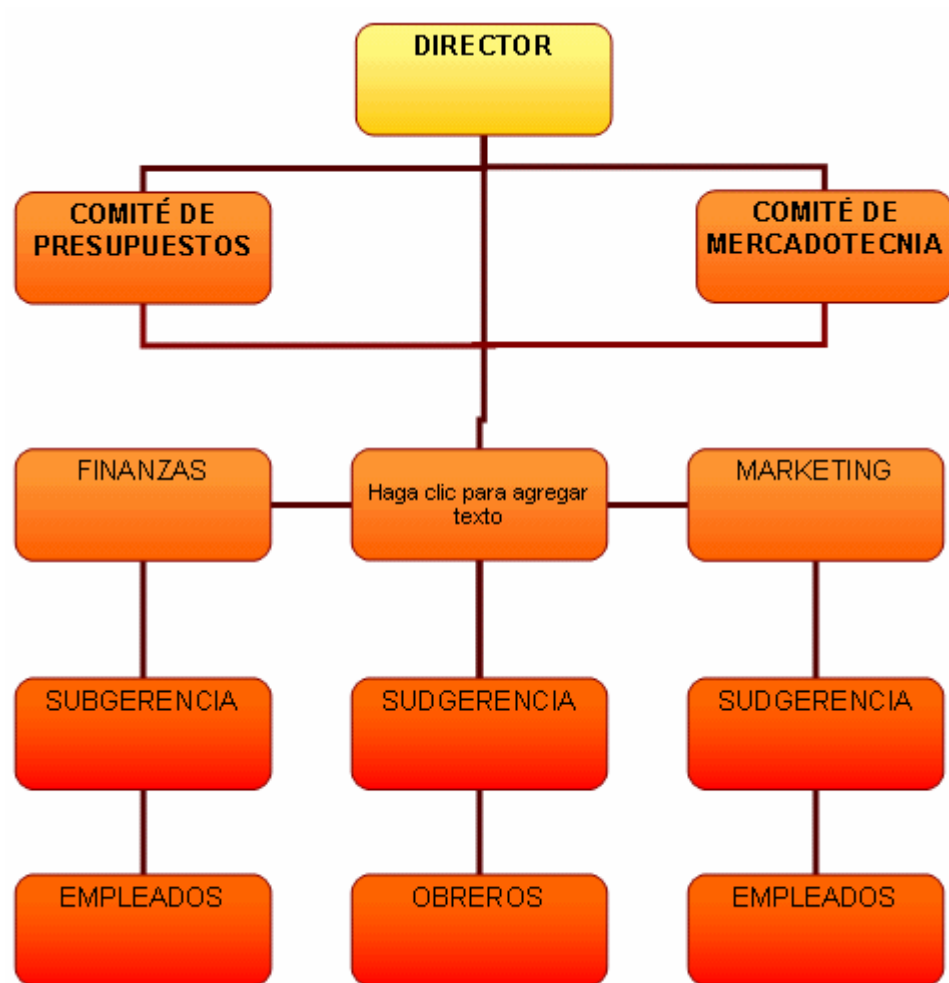 DIRECTOR
COMITÉ DE
PRESUPUESTOS
COMITÉ DE
MERCADOTECNIA
FINANZAS
Haga clic para agregar
texto
MARKETING
SUBGERENCIA
SUDGERENCIA
SUDGERENCIA
EMPLEADOS
OBREROS
EMPLEADOS